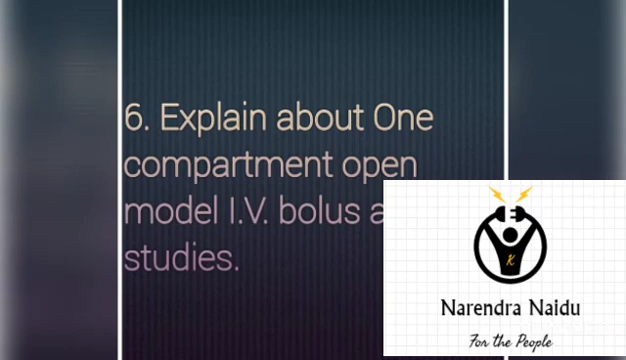 6. Explain about One
compartment open
model I.V. bolus
studies.
K
Narendra Naidu
For the People